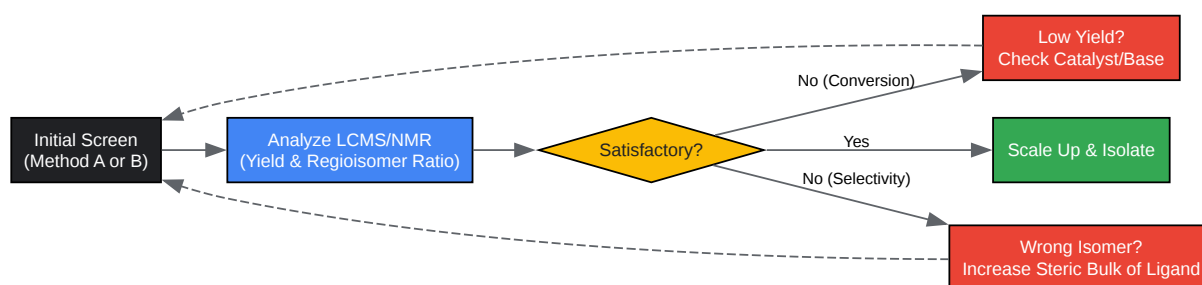 Initial Screen
(Method A or B)
Analyze LCMS/NMR
(Yield & Regioisomer Ratio)
Satisfactory?
No (Conversion)
Yes
No (Selectivity)
Low Yield?
Check Catalyst/Base
Scale Up & Isolate
Wrong Isomer?
Increase Steric Bulk of Ligand